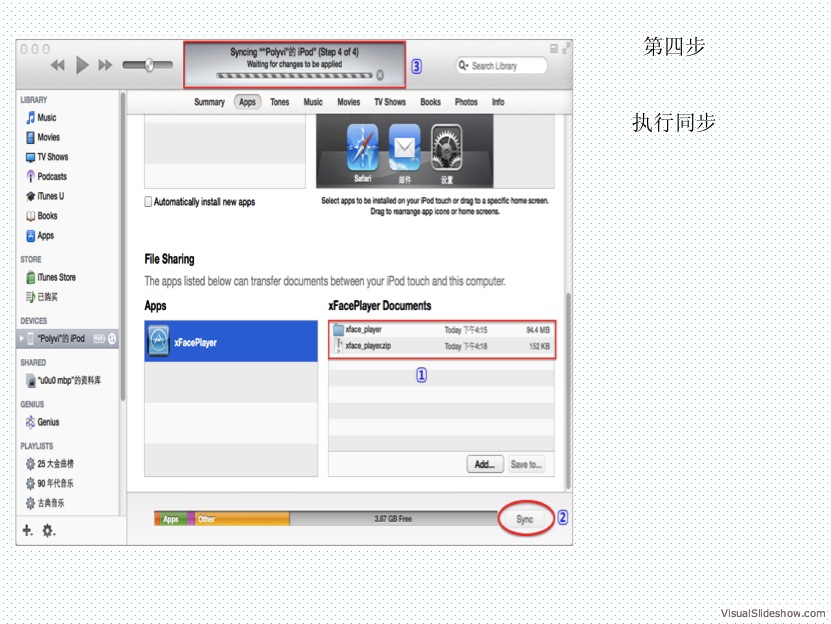 第四步
执行同步
Syncing ““Polyvi”的 iPod” (Step 4 of 4)
Waiting for changes to be applied
3
Search Library
Summary Apps Tones Music Movies TV Shows Books Photos Info
LIBRARY
Music
Movies
TV Shows
Podcasts
iTunes U
Books
Apps
STORE
iTunes Store
已购买
DEVICES
“Polyvi”的 iPod
SHARED
“u0u0 mbp”的资料库
GENIUS
Genius
PLAYLISTS
25 大金曲榜
90 年代音乐
古典音乐
Safari 邮件 设置
Automatically install new apps
Select apps to be installed on your iPod touch or drag to a specific home screen.
Drag to rearrange app icons or home screens.
File Sharing
The apps listed below can transfer documents between your iPod touch and this computer.
Apps
xFacePlayer
xFacePlayer Documents
xface_player Today 下午4:15 94.4 MB
xface_player.zip Today 下午4:18 152 KB
1
Add... Save to...
Apps Other 3.87 GB Free Sync 2
VisualSlideshow.com